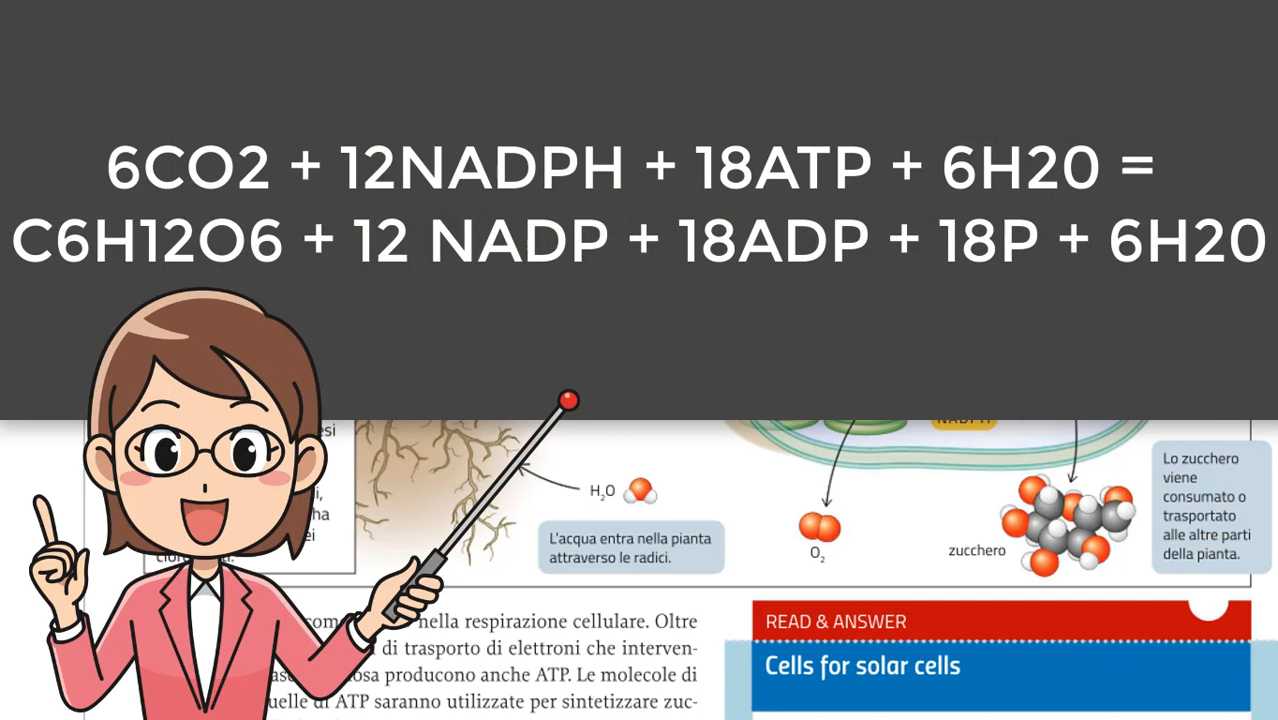 6CO2 + 12NADPH + 18ATP + 6H20 =
C6H12O6 + 12 NADP + 18ADP + 18P + 6H20
H₂O
L'acqua entra nella pianta
attraverso le radici.
O₂
zucchero
Lo zucchero
viene
consumato o
trasportato
alle altre parti
della pianta.
nella respirazione cellulare. Oltre
di trasporto di elettroni che interven-
producono anche ATP. Le molecole di
di ATP saranno utilizzate per sintetizzare zuc-
READ & ANSWER
Cells for solar cells